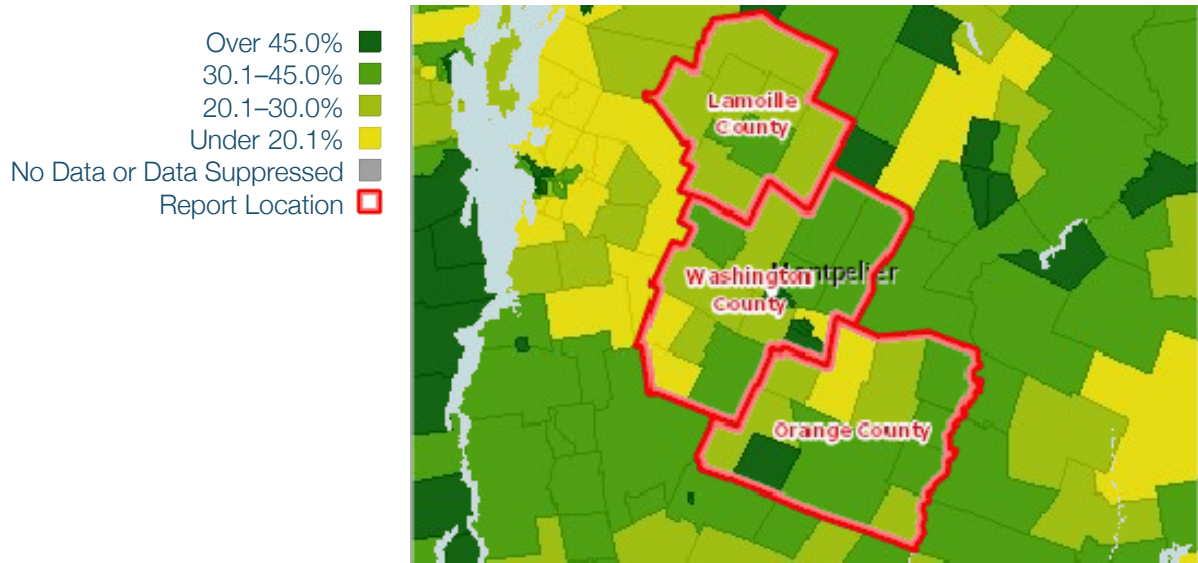 Over 45.0%
30.1–45.0%
20.1–30.0%
Under 20.1%
No Data or Data Suppressed
Report Location
Lamoille
County
Montpelier
Washington
County
Orange County